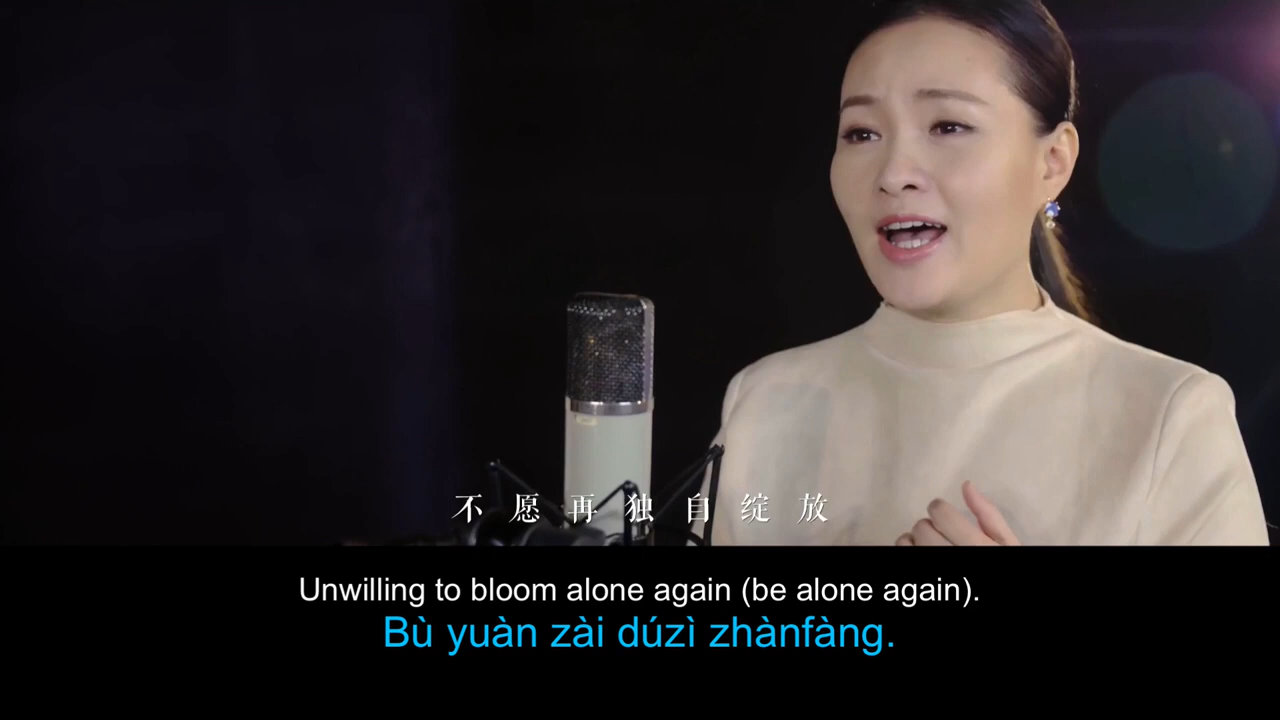 不愿再独自绽放
Unwilling to bloom alone again (be alone again).
Bù yuàn zài dúzì zhànfàng.